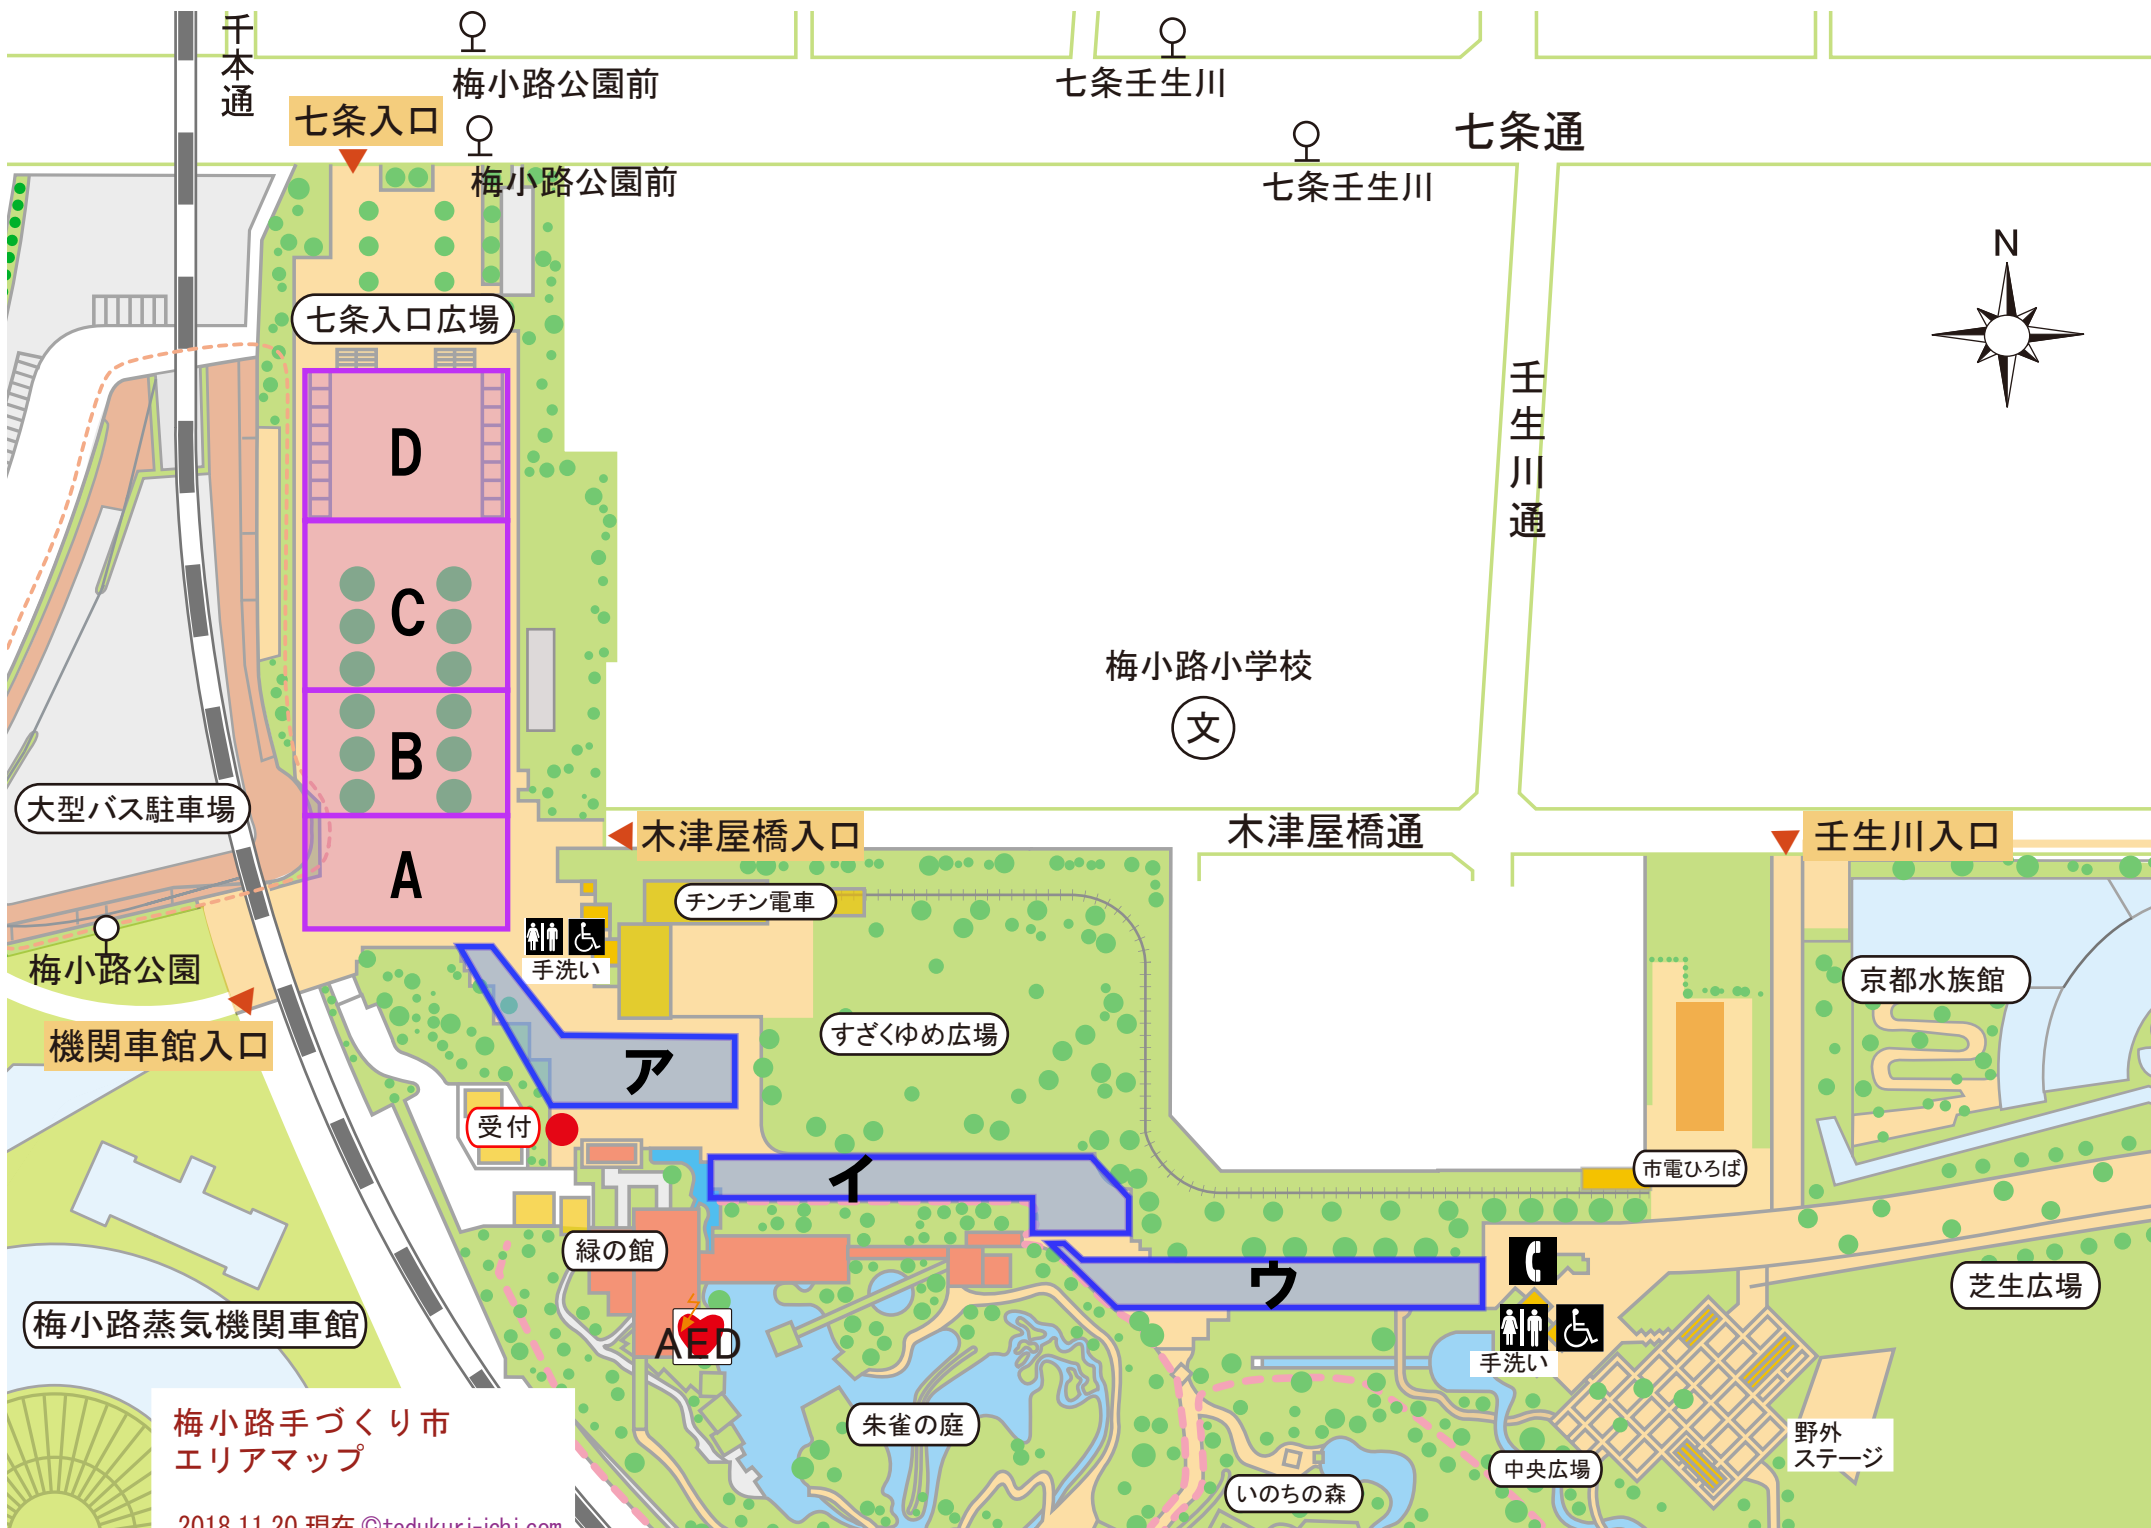 千本通
梅小路公園前
七条壬生川
七条入口
七条通
梅小路公園前
七条壬生川
N
七条入口広場
壬生川通
D
C
梅小路小学校
文
B
大型バス駐車場
木津屋橋入口
木津屋橋通
壬生川入口
A
チンチン電車
手洗い
梅小路公園
京都水族館
すざくゆめ広場
機関車館入口
ア
受付
イ
市電ひろば
緑の館
ウ
芝生広場
梅小路蒸気機関車館
AED
手洗い
梅小路手づくり市
エリアマップ
朱雀の庭
野外
ステージ
中央広場
いのちの森
2018.11.20 現在 ©tedukuri-ichi.com